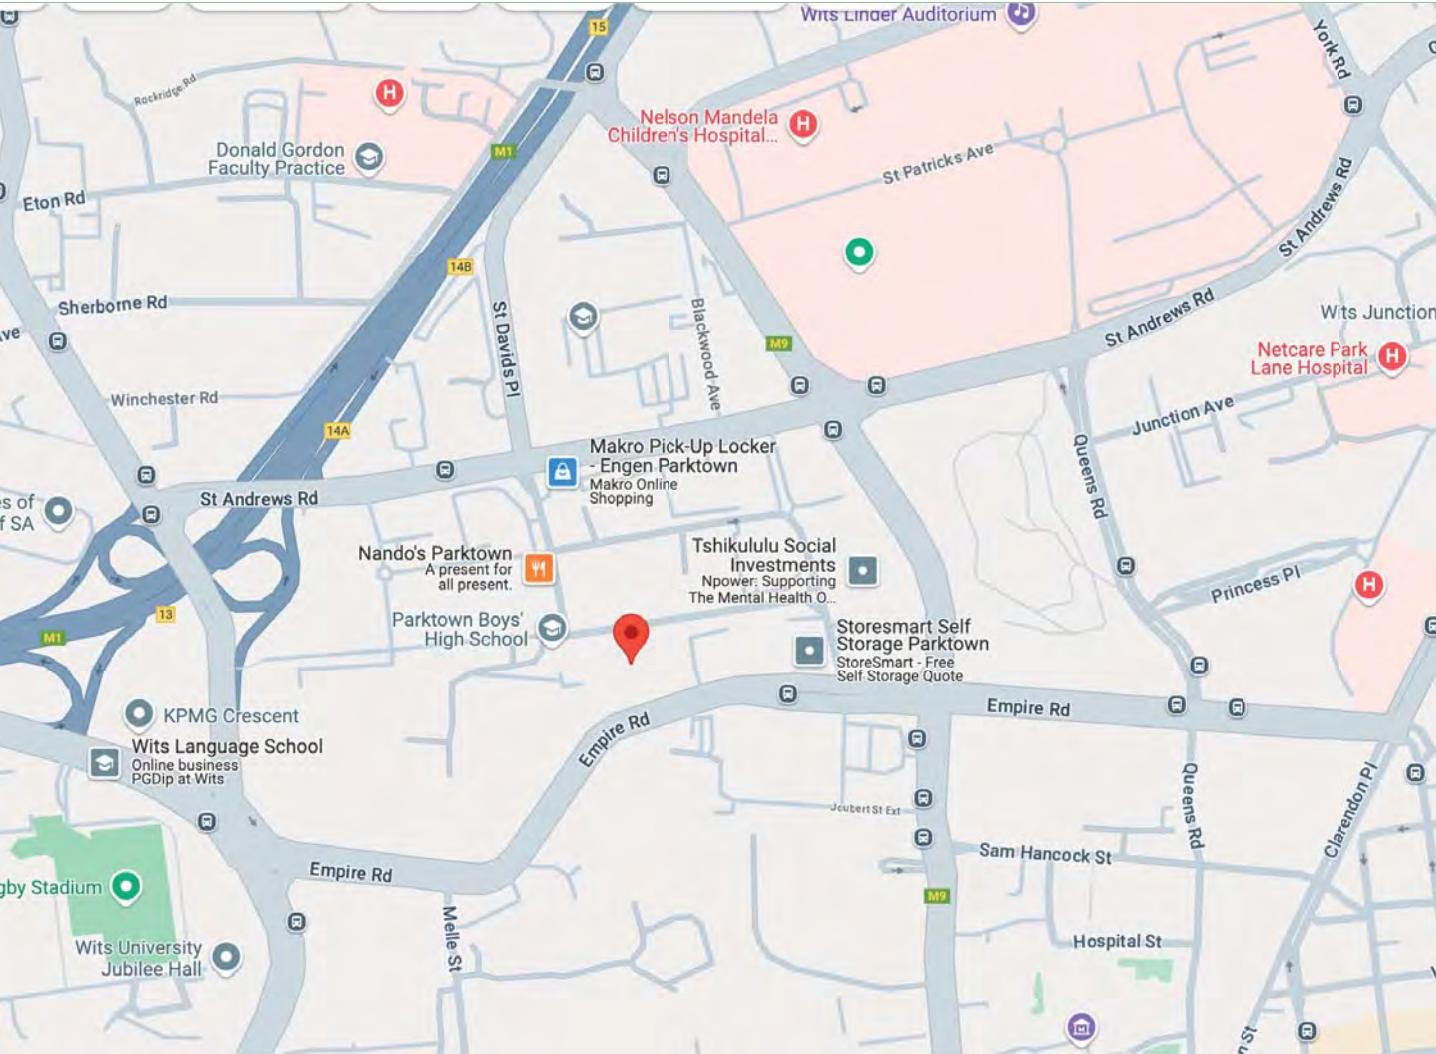 15
Wits Linder Auditorium
York Rd
Rockridge Rd
H
Nelson Mandela
Children's Hospital...
H
Donald Gordon
Faculty Practice
M1
St Patricks Ave
Eton Rd
St Andrews Rd
14B
Sherborne Rd
St Davids Pl
Blackwood Ave
M9
St Andrews Rd
Wits Junction
Netcare Park
Lane Hospital
H
Winchester Rd
14A
Junction Ave
Makro Pick-Up Locker
- Engen Parktown
Makro Online
Shopping
Queens Rd
St Andrews Rd
es of
f SA
Nando's Parktown
A present for
all present.
Tshikululu Social
Investments
Npower: Supporting
The Mental Health O...
Princess Pl
H
13
M1
Parktown Boys'
High School
Storesmart Self
Storage Parktown
StoreSmart - Free
Self Storage Quote
KPMG Crescent
Empire Rd
Empire Rd
Wits Language School
Online business
PGDip at Wits
Queens Rd
Clarendon Pl
Joubert St Ext
Sam Hancock St
Empire Rd
gby Stadium
M9
Melle St
Hospital St
Wits University
Jubilee Hall
n St